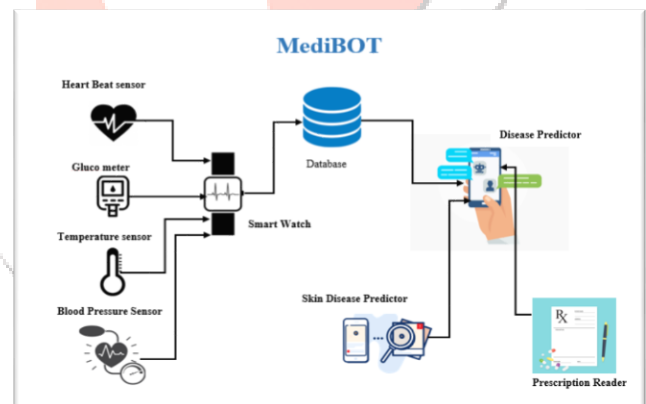 MediBOT
Heart Beat sensor
Gluco meter
Temperature sensor
Blood Pressure Sensor
Smart Watch
Database
Disease Predictor
Skin Disease Predictor
Rx
Prescription Reader